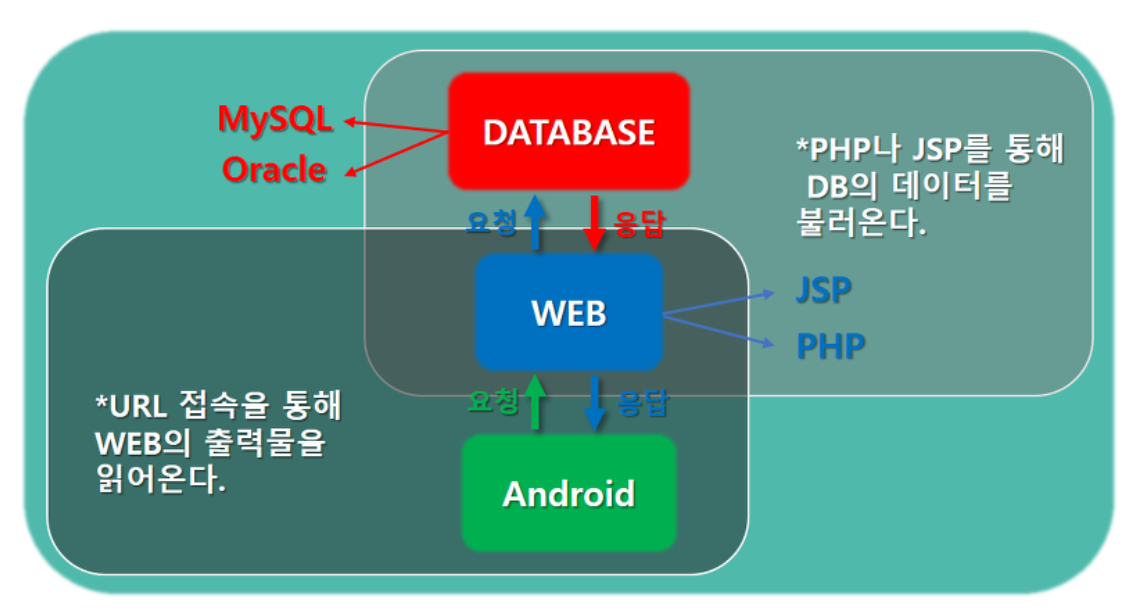 MySQL
Oracle
DATABASE
*PHP나 JSP를 통해
DB의 데이터를
불러온다.
요청
응답
WEB
JSP
PHP
*URL 접속을 통해
WEB의 출력물을
읽어온다.
요청
응답
Android